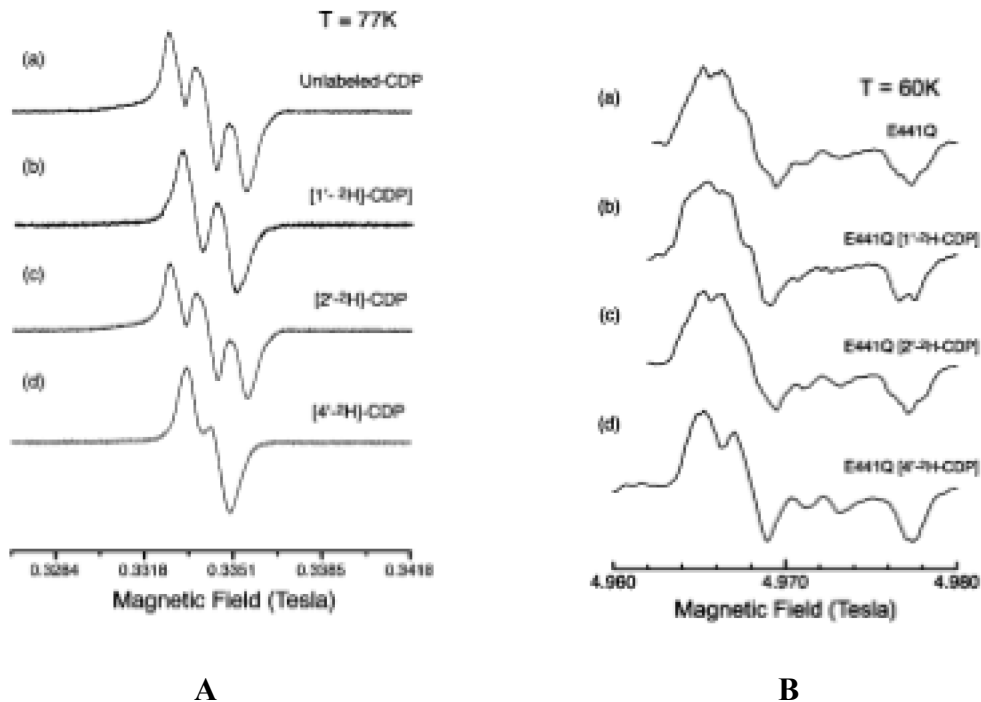 T = 77K
(a)
Unlabeled-CDP
(b)
[1'- ²H]-CDP]
(c)
[2'-²H]-CDP
(d)
[4'-²H]-CDP
0.3284 0.3318 0.3351 0.3385 0.3418
Magnetic Field (Tesla)
A
(a)
T = 60K
E441Q
(b)
E441Q [1'-²H-CDP]
(c)
E441Q [2'-²H-CDP]
(d)
E441Q [4'-²H-CDP]
4.960 4.970 4.980
Magnetic Field (Tesla)
B